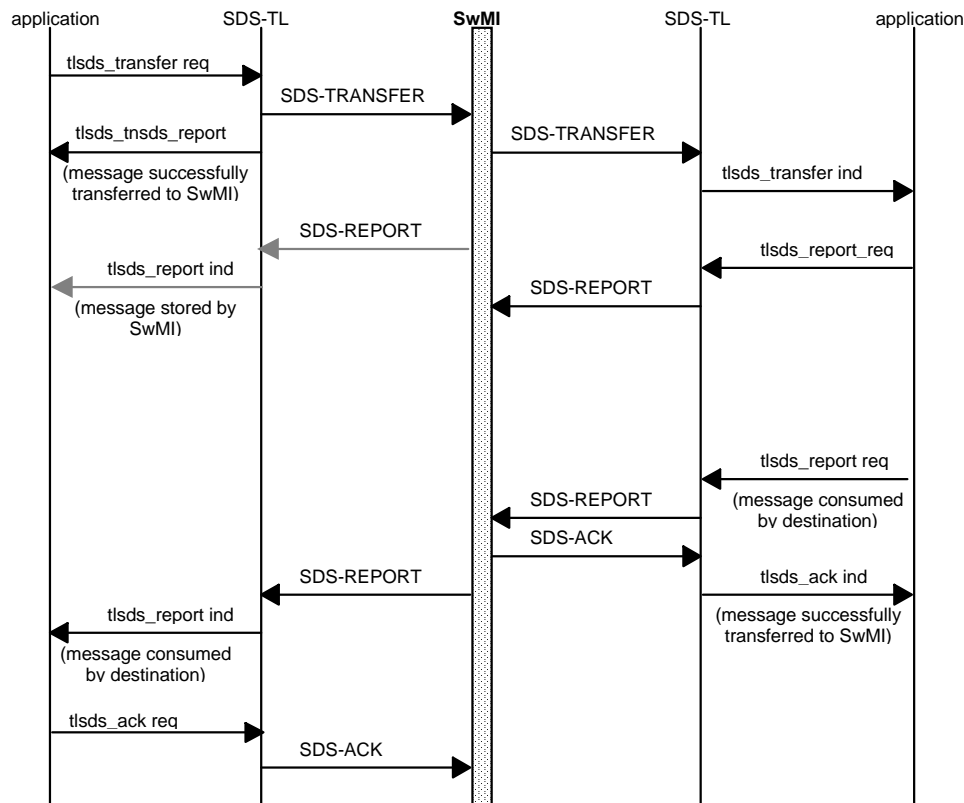 application
SDS-TL
SwMI
SDS-TL
application
tlsds_transfer req
SDS-TRANSFER
tlsds_tnsds_report
SDS-TRANSFER
(message successfully
transferred to SwMI)
tlsds_transfer ind
SDS-REPORT
tlsds_report_req
tlsds_report ind
SDS-REPORT
(message stored by
SwMI)
tlsds_report req
SDS-REPORT
(message consumed
by destination)
SDS-ACK
SDS-REPORT
tlsds_ack ind
tlsds_report ind
(message successfully
transferred to SwMI)
(message consumed
by destination)
tlsds_ack req
SDS-ACK